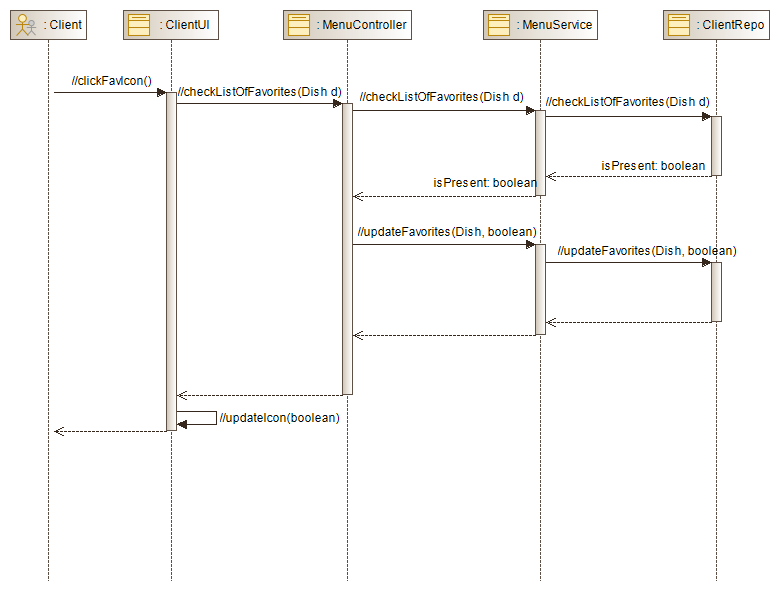 : Client
: ClientUI
: MenuController
: MenuService
: ClientRepo
//clickFavIcon()
//checkListOfFavorites(Dish d)
//checkListOfFavorites(Dish d)
//checkListOfFavorites(Dish d)
isPresent: boolean
isPresent: boolean
//updateFavorites(Dish, boolean)
//updateFavorites(Dish, boolean)
//updateIcon(boolean)